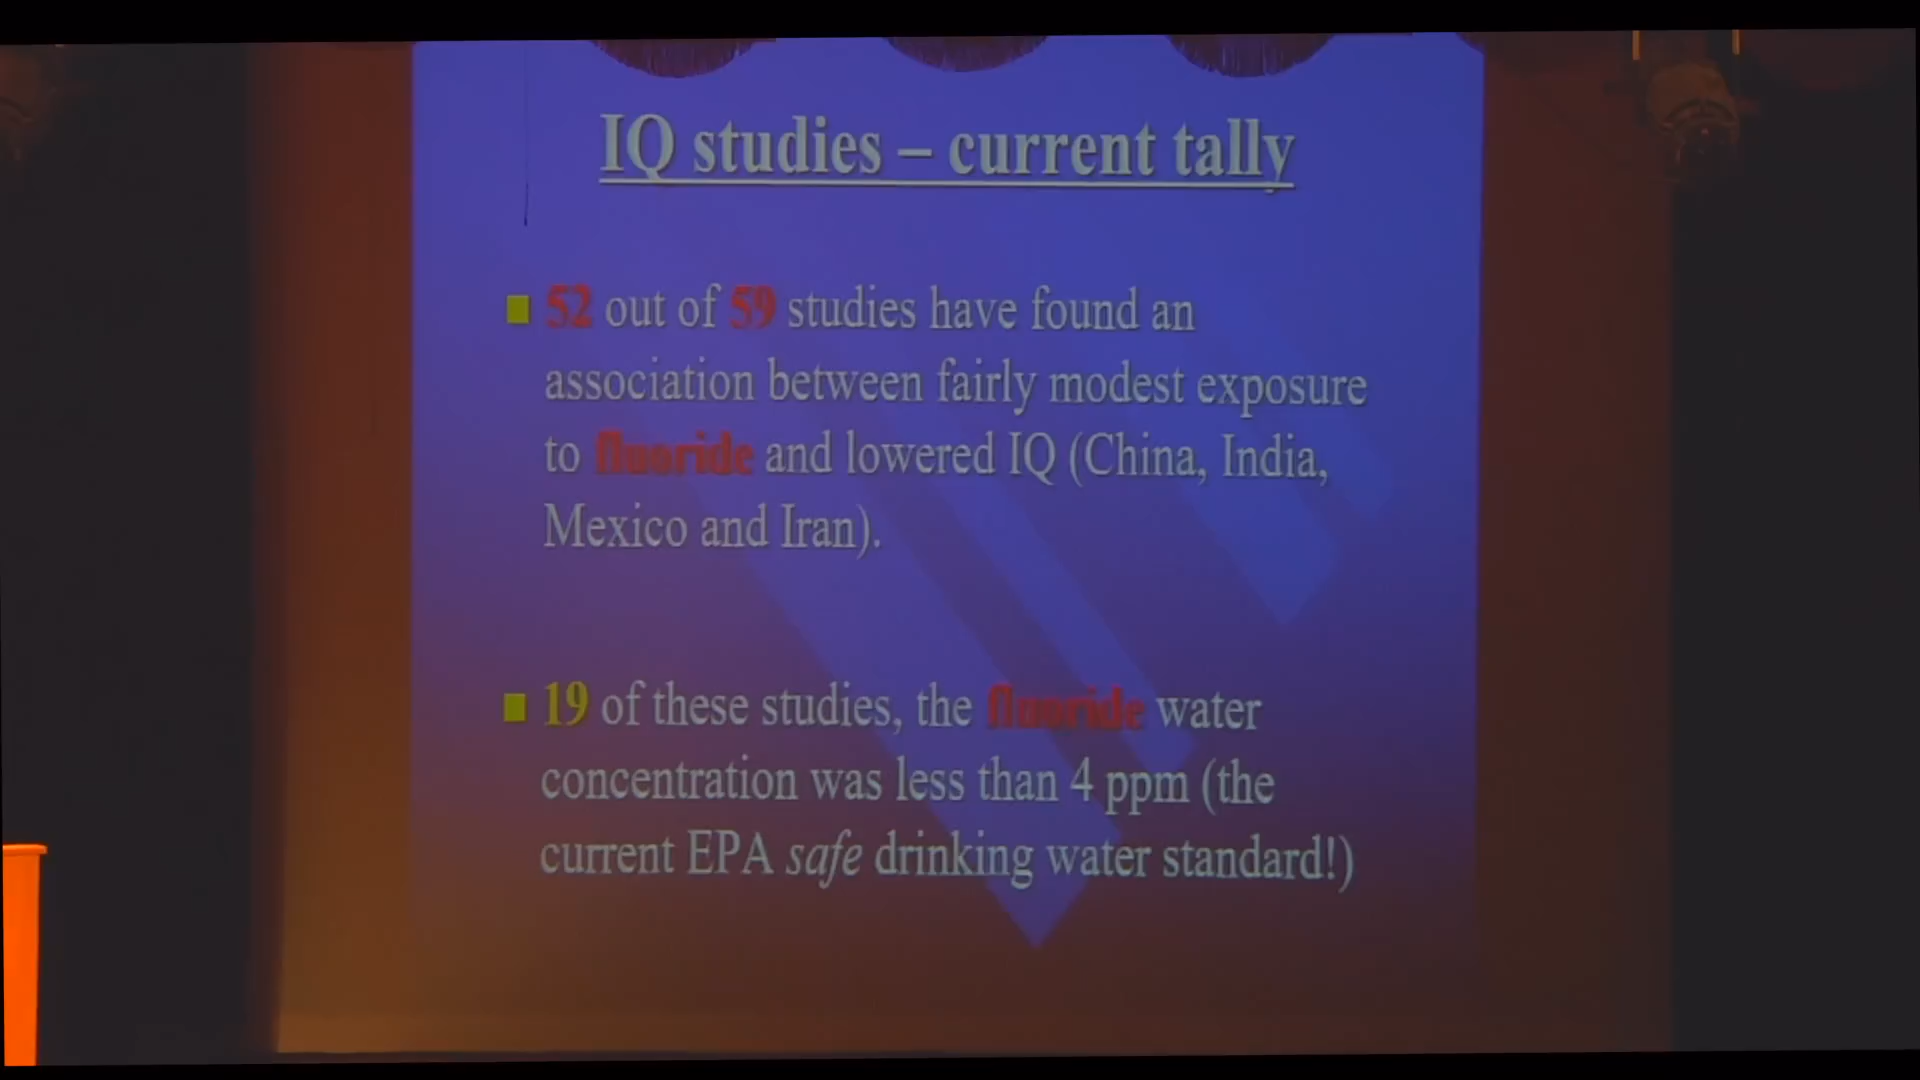 IQ studies – current tally
52 out of 59 studies have found an
association between fairly modest exposure
to fluoride and lowered IQ (China, India,
Mexico and Iran).
19 of these studies, the fluoride water
concentration was less than 4 ppm (the
current EPA safe drinking water standard!)